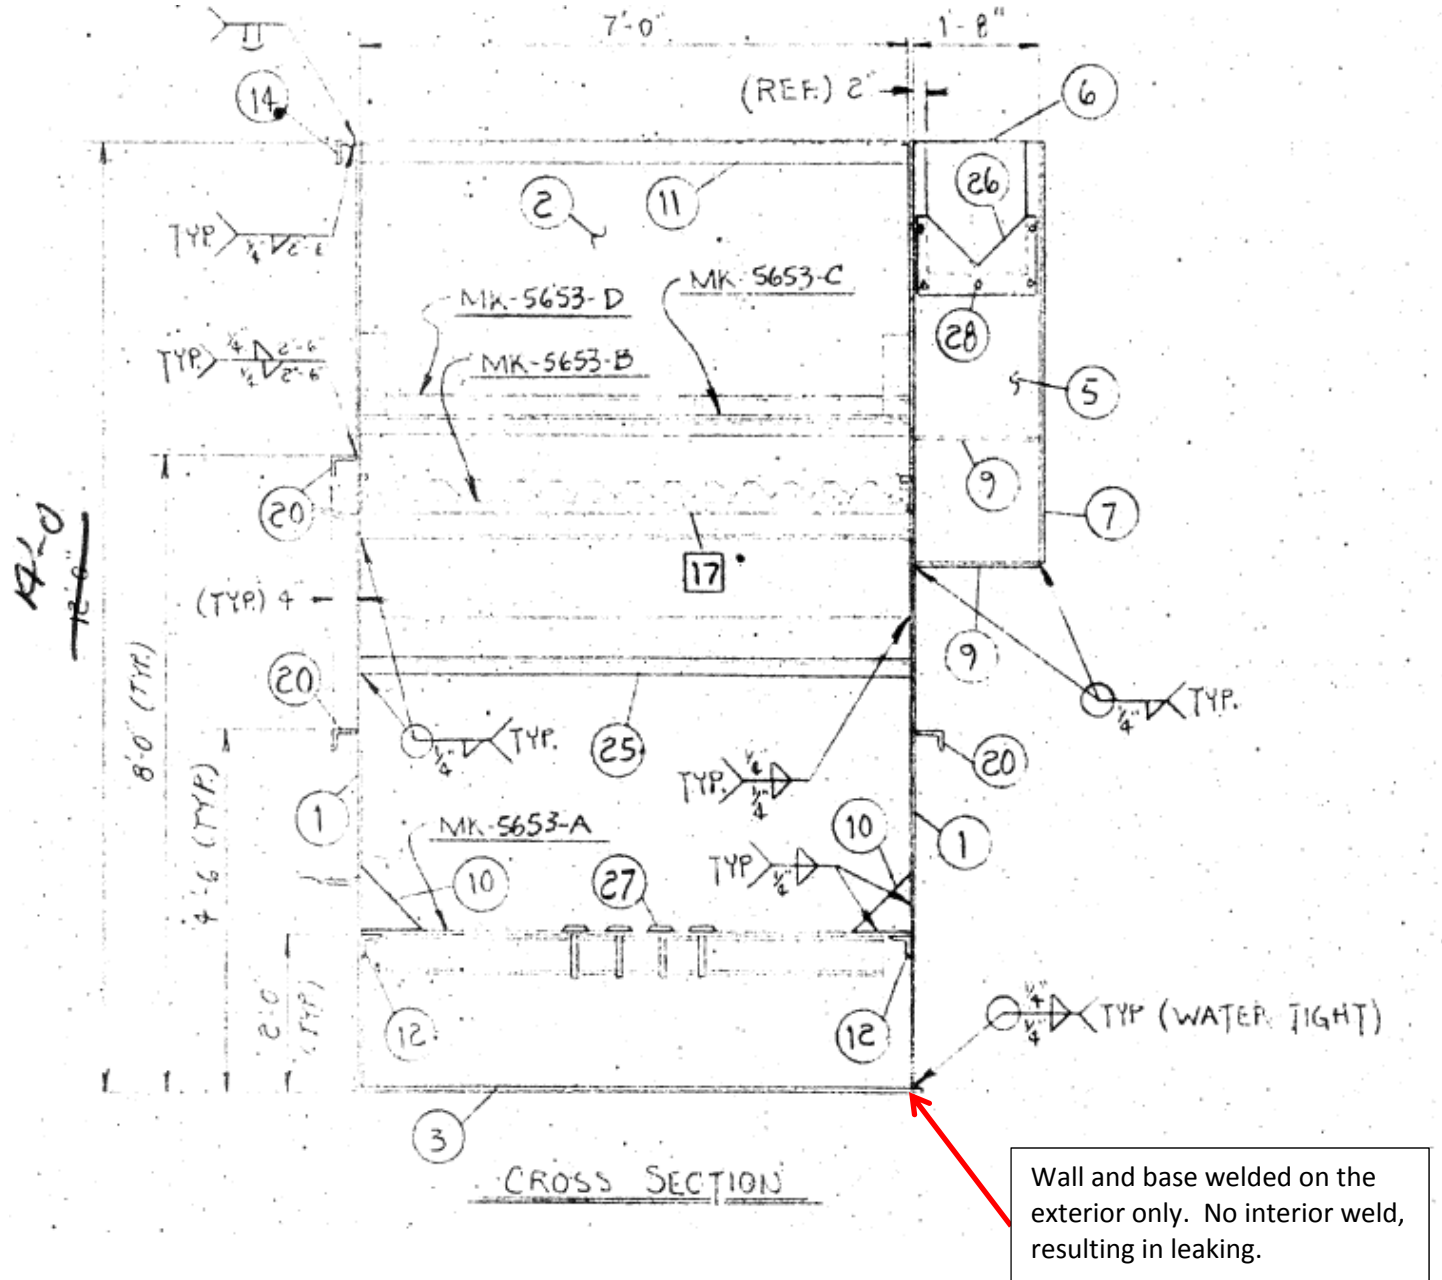 7'-0"
1'-8"
(REF.) 2"
14
6
2
11
26
TYP.
1/4
MK-5653-D
MK-5653-C
28
TYP.
1/4 2'-6"
1/4 2'-6"
MK-5653-B
5
20
9
7
14'-0
12'-0"
17
(TYP.) 4"
9
8'-0" (TYP.)
20
1/4" TYP.
25
1/4" TYP.
20
TYP. 1/4"
1/4"
4'-6 (TYP.)
1
MK-5653-A
10
1
10
27
TYP 1/4"
2'-0
(TYP.)
12
12
1/4"
1/4 TYP (WATER TIGHT)
3
CROSS SECTION
Wall and base welded on the
exterior only. No interior weld,
resulting in leaking.